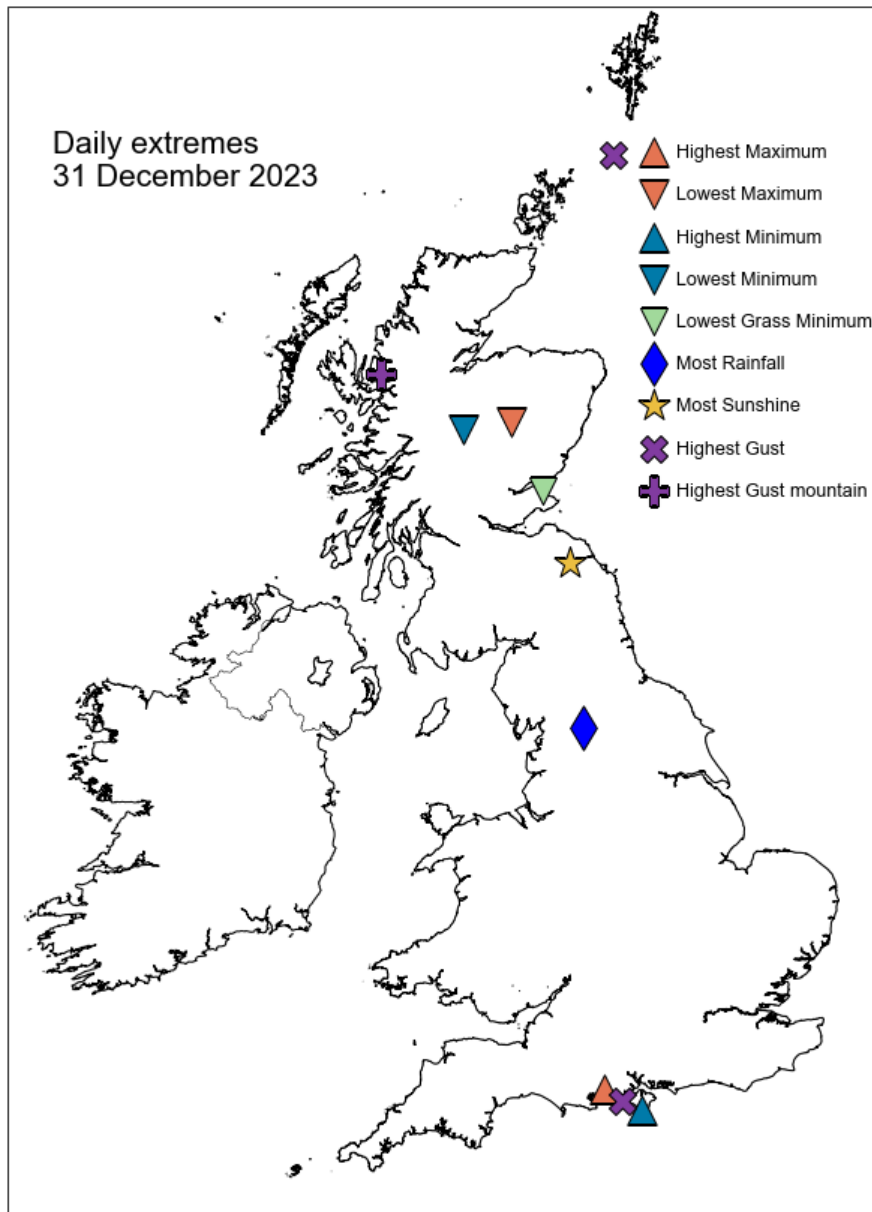 Daily extremes
31 December 2023
Highest Maximum
Lowest Maximum
Highest Minimum
Lowest Minimum
Lowest Grass Minimum
Most Rainfall
Most Sunshine
Highest Gust
Highest Gust mountain